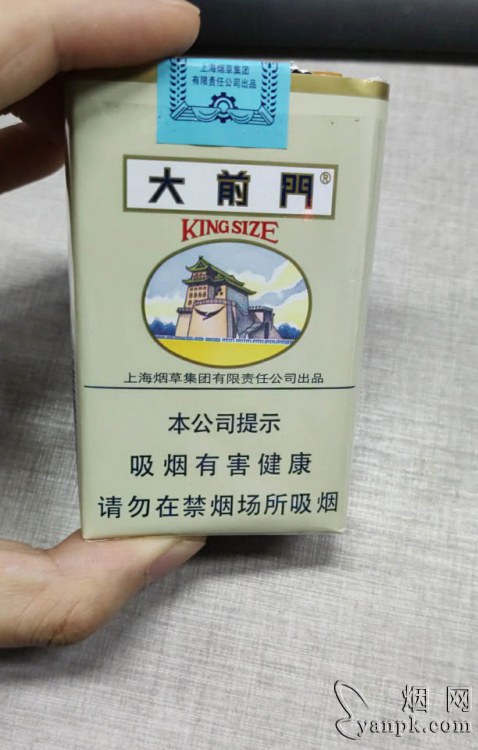 上海烟草集团
有限责任公司出品
大前門®
KING SIZE
上海烟草集团有限责任公司出品
本公司提示
吸烟有害健康
请勿在禁烟场所吸烟
烟网
yanpk.com